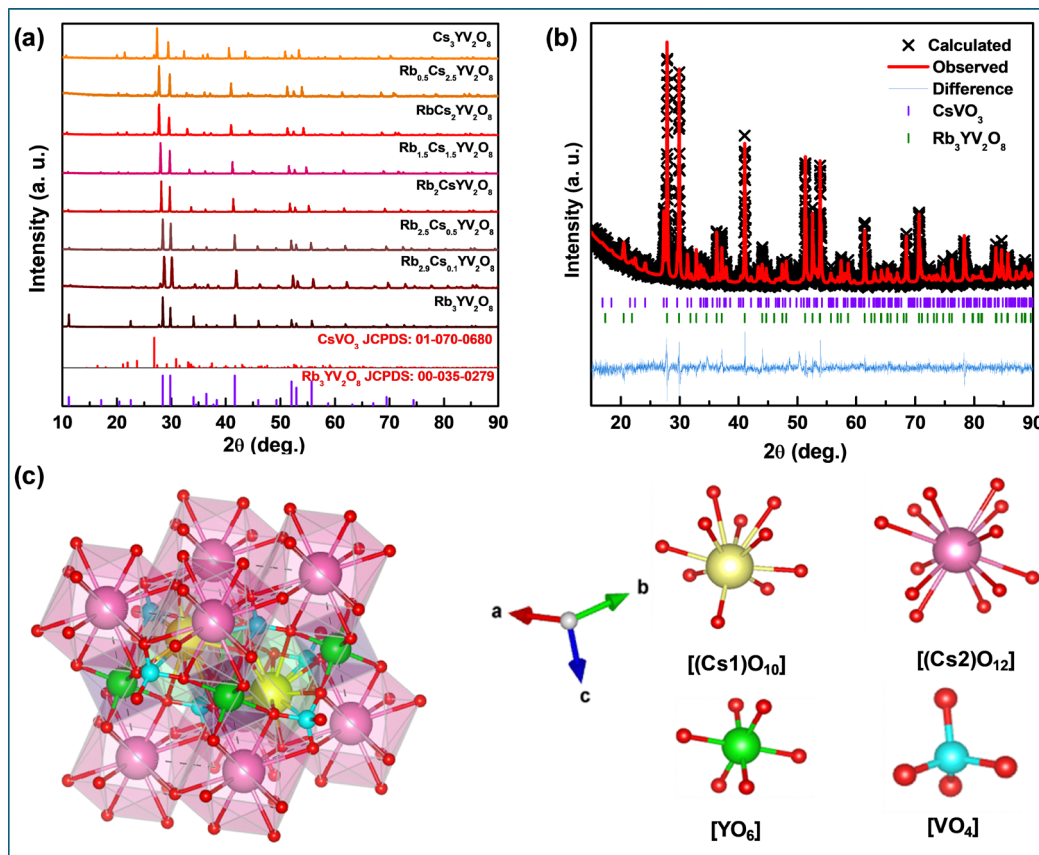 (a)
Cs₃YV₂O₈
Rb₀.₅Cs₂.₅YV₂O₈
RbCs₂YV₂O₈
Rb₁.₅Cs₁.₅YV₂O₈
Rb₂CsYV₂O₈
Rb₂.₅Cs₀.₅YV₂O₈
Rb₂.₉Cs₀.₁YV₂O₈
Rb₃YV₂O₈
CsVO₃ JCPDS: 01-070-0680
Rb₃YV₂O₈ JCPDS: 00-035-0279
Intensity (a. u.)
10 20 30 40 50 60 70 80 90
2θ (deg.)
(b)
Calculated
Observed
Difference
CsVO₃
Rb₃YV₂O₈
Intensity (a. u.)
20 30 40 50 60 70 80 90
2θ (deg.)
(c)
a
b
c
[(Cs1)O₁₀]
[(Cs2)O₁₂]
[YO₆]
[VO₄]